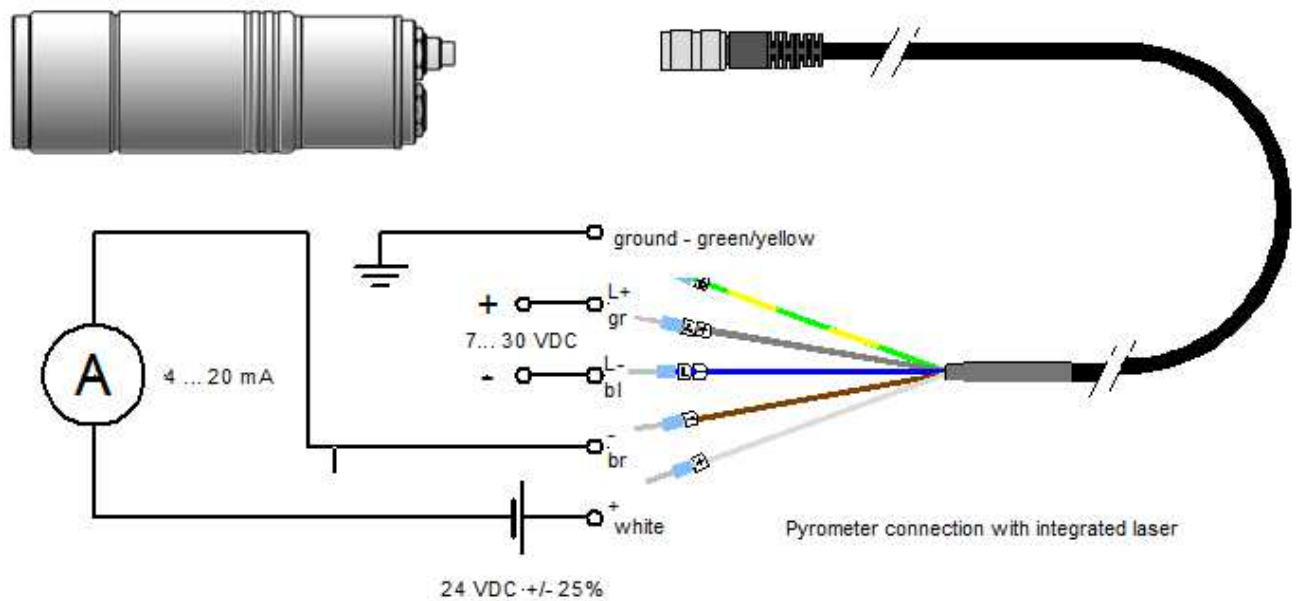 ground - green/yellow
+
L+
gr
7... 30 VDC
-
L-
bl
A
4 ... 20 mA
-
br
+
white
24 VDC +/- 25%
Pyrometer connection with integrated laser
L +
L -
-
+